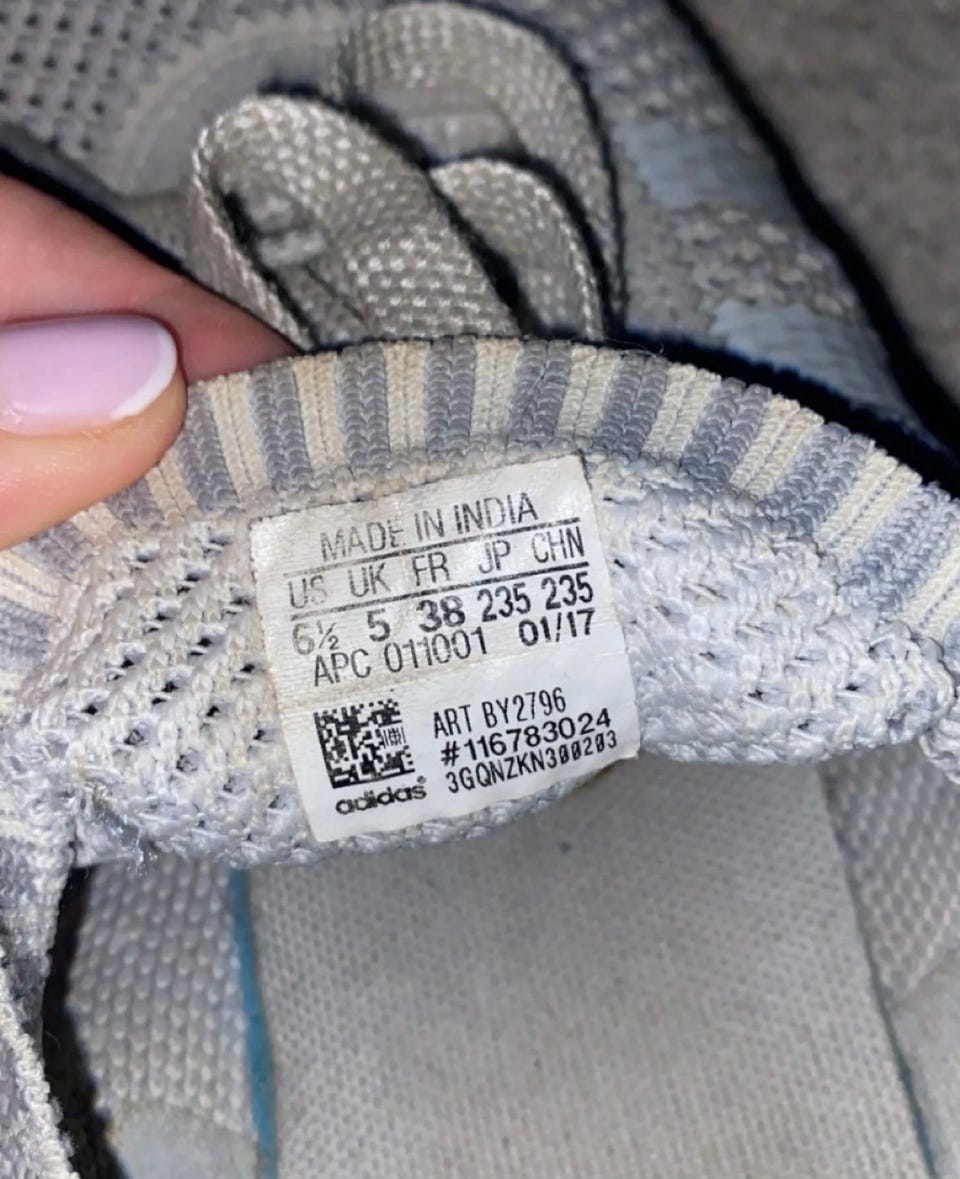 MADE IN INDIA
US UK FR JP CHN
6½ 5 38 235 235
APC 011001 01/17
ART BY2796
#116783024
3GQNZKN300203
adidas®